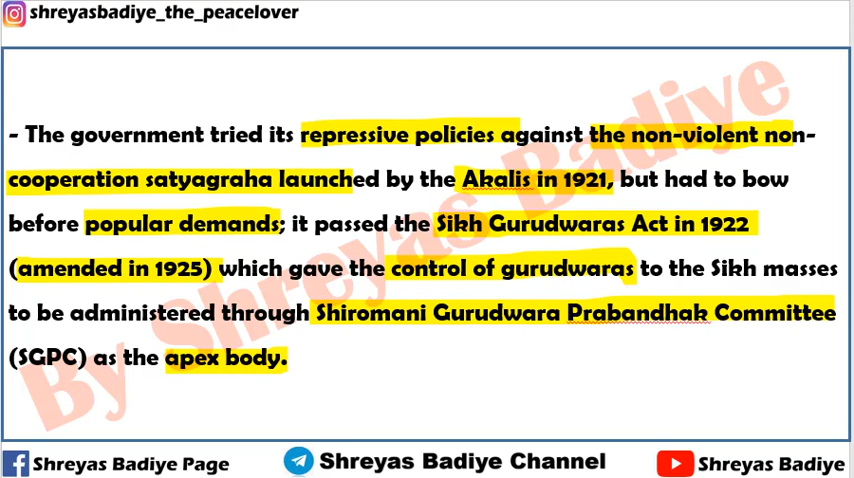 shreyasbadiye_the_peacelover
- The government tried its repressive policies against the non-violent non-
cooperation satyagraha launched by the Akalis in 1921, but had to bow
before popular demands; it passed the Sikh Gurudwaras Act in 1922
(amended in 1925) which gave the control of gurudwaras to the Sikh masses
to be administered through Shiromani Gurudwara Prabandhak Committee
(SGPC) as the apex body.
By Shreyas Badiye
Shreyas Badiye Page
Shreyas Badiye Channel
Shreyas Badiye